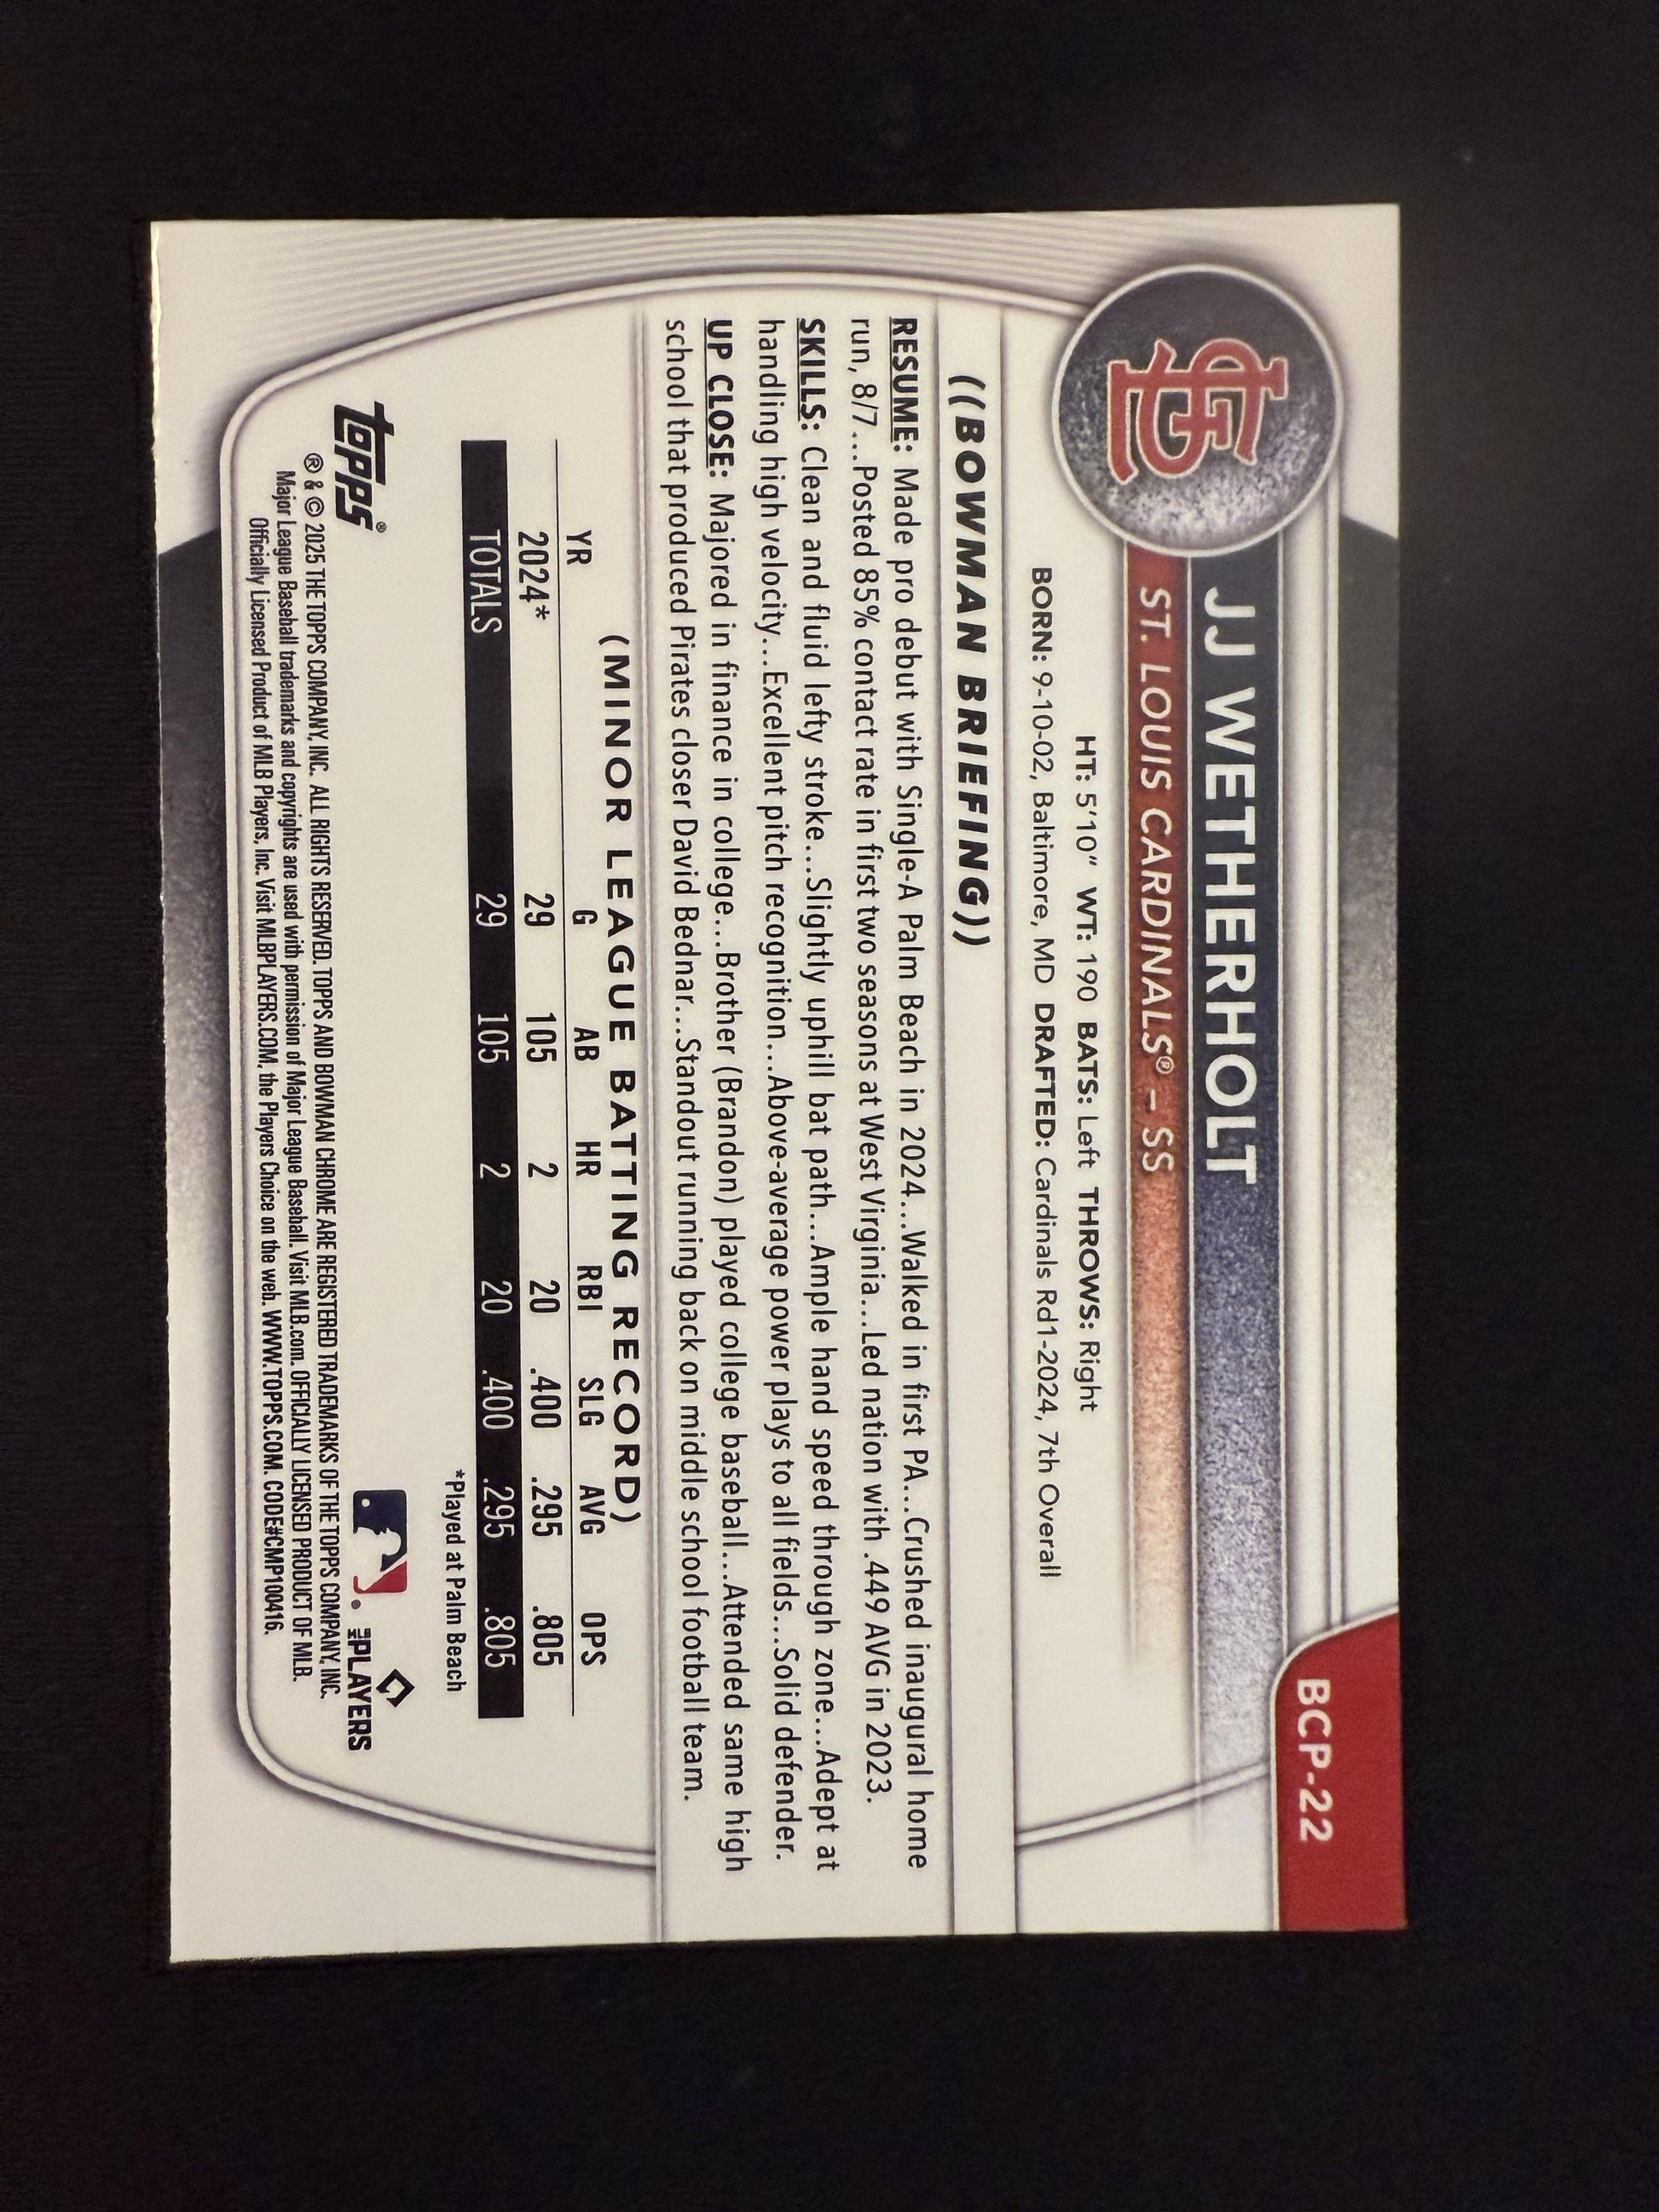 BCP-22
JJ WETHERHOLT
ST. LOUIS CARDINALS® – SS
HT: 5'10" WT: 190 BATS: Left THROWS: Right
BORN: 9-10-02, Baltimore, MD DRAFTED: Cardinals Rd1-2024, 7th Overall
((BOWMAN BRIEFING))
RESUME: Made pro debut with Single-A Palm Beach in 2024...Walked in first PA...Crushed inaugural home
run, 8/7...Posted 85% contact rate in first two seasons at West Virginia...Led nation with .449 AVG in 2023.
SKILLS: Clean and fluid lefty stroke...Slightly uphill bat path...Ample hand speed through zone...Adept at
handling high velocity...Excellent pitch recognition...Above-average power plays to all fields...Solid defender.
UP CLOSE: Majored in finance in college...Brother (Brandon) played college baseball...Attended same high
school that produced Pirates closer David Bednar...Standout running back on middle school football team.
(MINOR LEAGUE BATTING RECORD)
YR G AB HR RBI SLG AVG OPS
2024* 29 105 2 20 .400 .295 .805
TOTALS 29 105 2 20 .400 .295 .805
*Played at Palm Beach
topps®
MLB PLAYERS
® & © 2025 THE TOPPS COMPANY, INC. ALL RIGHTS RESERVED. TOPPS AND BOWMAN CHROME ARE REGISTERED TRADEMARKS OF THE TOPPS COMPANY, INC.
Major League Baseball trademarks and copyrights are used with permission of Major League Baseball. Visit MLB.com. OFFICIALLY LICENSED PRODUCT OF MLB.
Officially Licensed Product of MLB Players, Inc. Visit MLBPLAYERS.COM, the Players Choice on the web. WWW.TOPPS.COM. CODE#CMP100416.